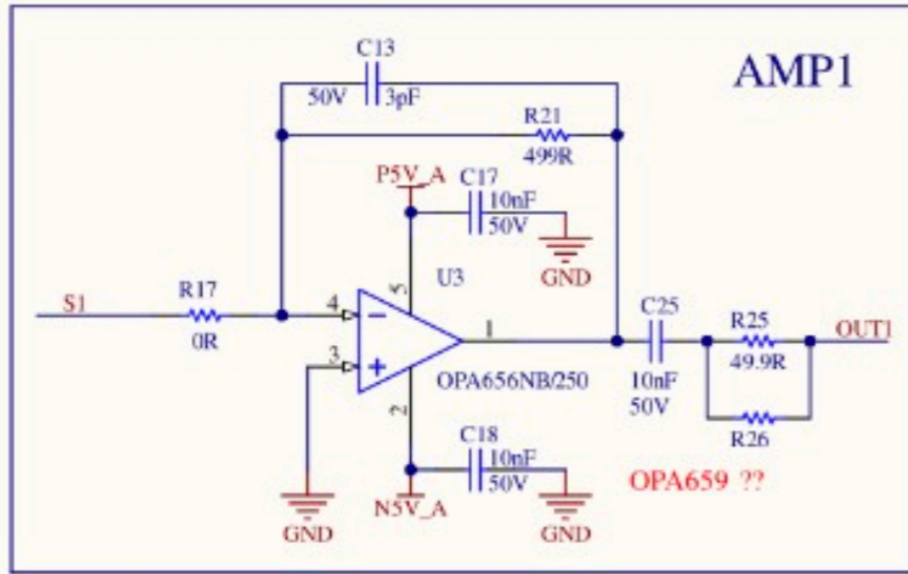 AMP1
C13
50V
3pF
R21
499R
P5V_A
C17
10nF
50V
GND
U3
5
S1
R17
0R
4
3
1
2
OPA656NB/250
C25
10nF
50V
R25
49.9R
OUT1
R26
C18
10nF
50V
OPA659 ??
GND
N5V_A
GND